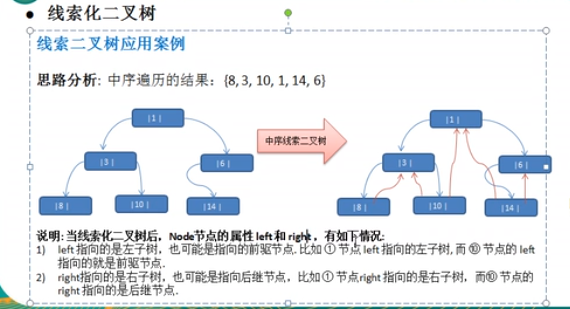 线索化二叉树
线索二叉树应用案例
思路分析: 中序遍历的结果：{8, 3, 10, 1, 14, 6}
|1|
|3|
|6|
|8|
|10|
|14|
中序线索二叉树
|1|
|3|
|6|
|8|
|10|
|14|
说明: 当线索化二叉树后，Node节点的属性 left 和 right ，有如下情况:
1) left 指向的是左子树，也可能是指向的前驱节点. 比如 ① 节点 left 指向的左子树, 而 ⑩ 节点的 left
指向的就是前驱节点.
2) right指向的是右子树，也可能是指向后继节点，比如 ① 节点right 指向的是右子树，而⑩ 节点的
right 指向的是后继节点.